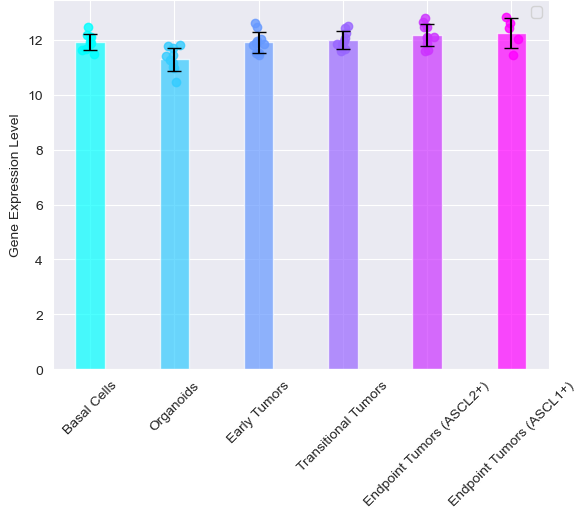 Gene Expression Level
12
10
8
6
4
2
0
Basal Cells
Organoids
Early Tumors
Transitional Tumors
Endpoint Tumors (ASCL2+)
Endpoint Tumors (ASCL1+)